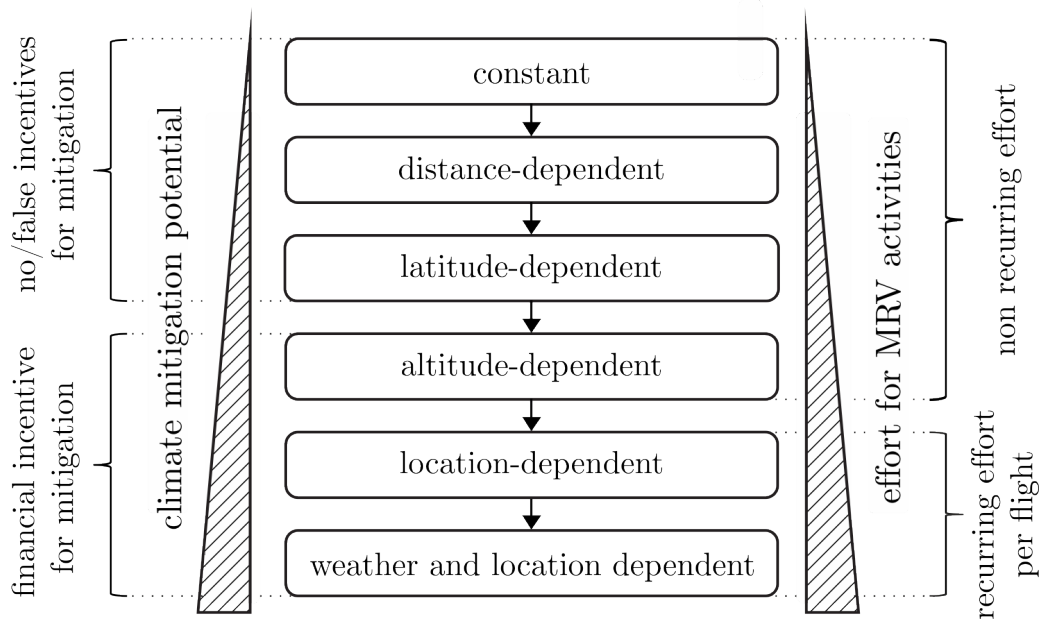 no/false incentives
for mitigation
financial incentive
for mitigation
climate mitigation potential
constant
distance-dependent
latitude-dependent
altitude-dependent
location-dependent
weather and location dependent
effort for MRV activities
non recurring effort
recurring effort
per flight